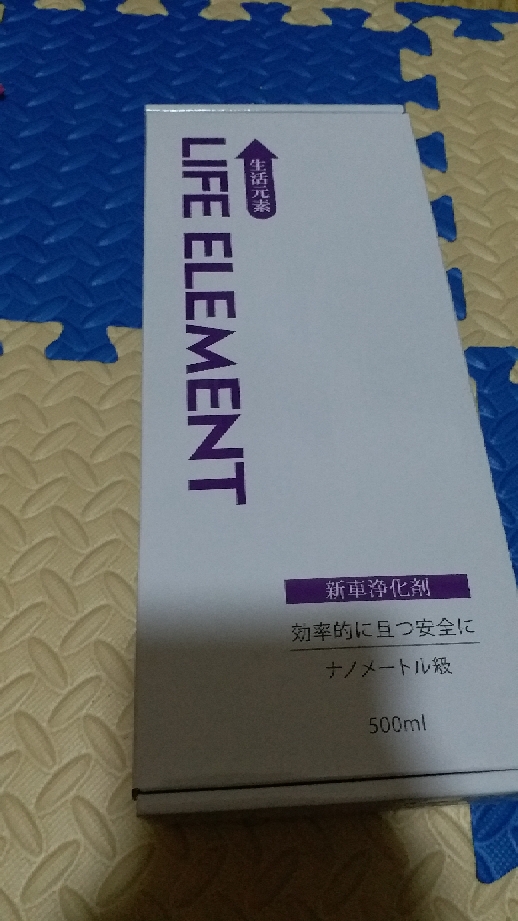 生活元素
LIFE ELEMENT
新車浄化剤
効率的に且つ安全に
ナノメートル級
500ml